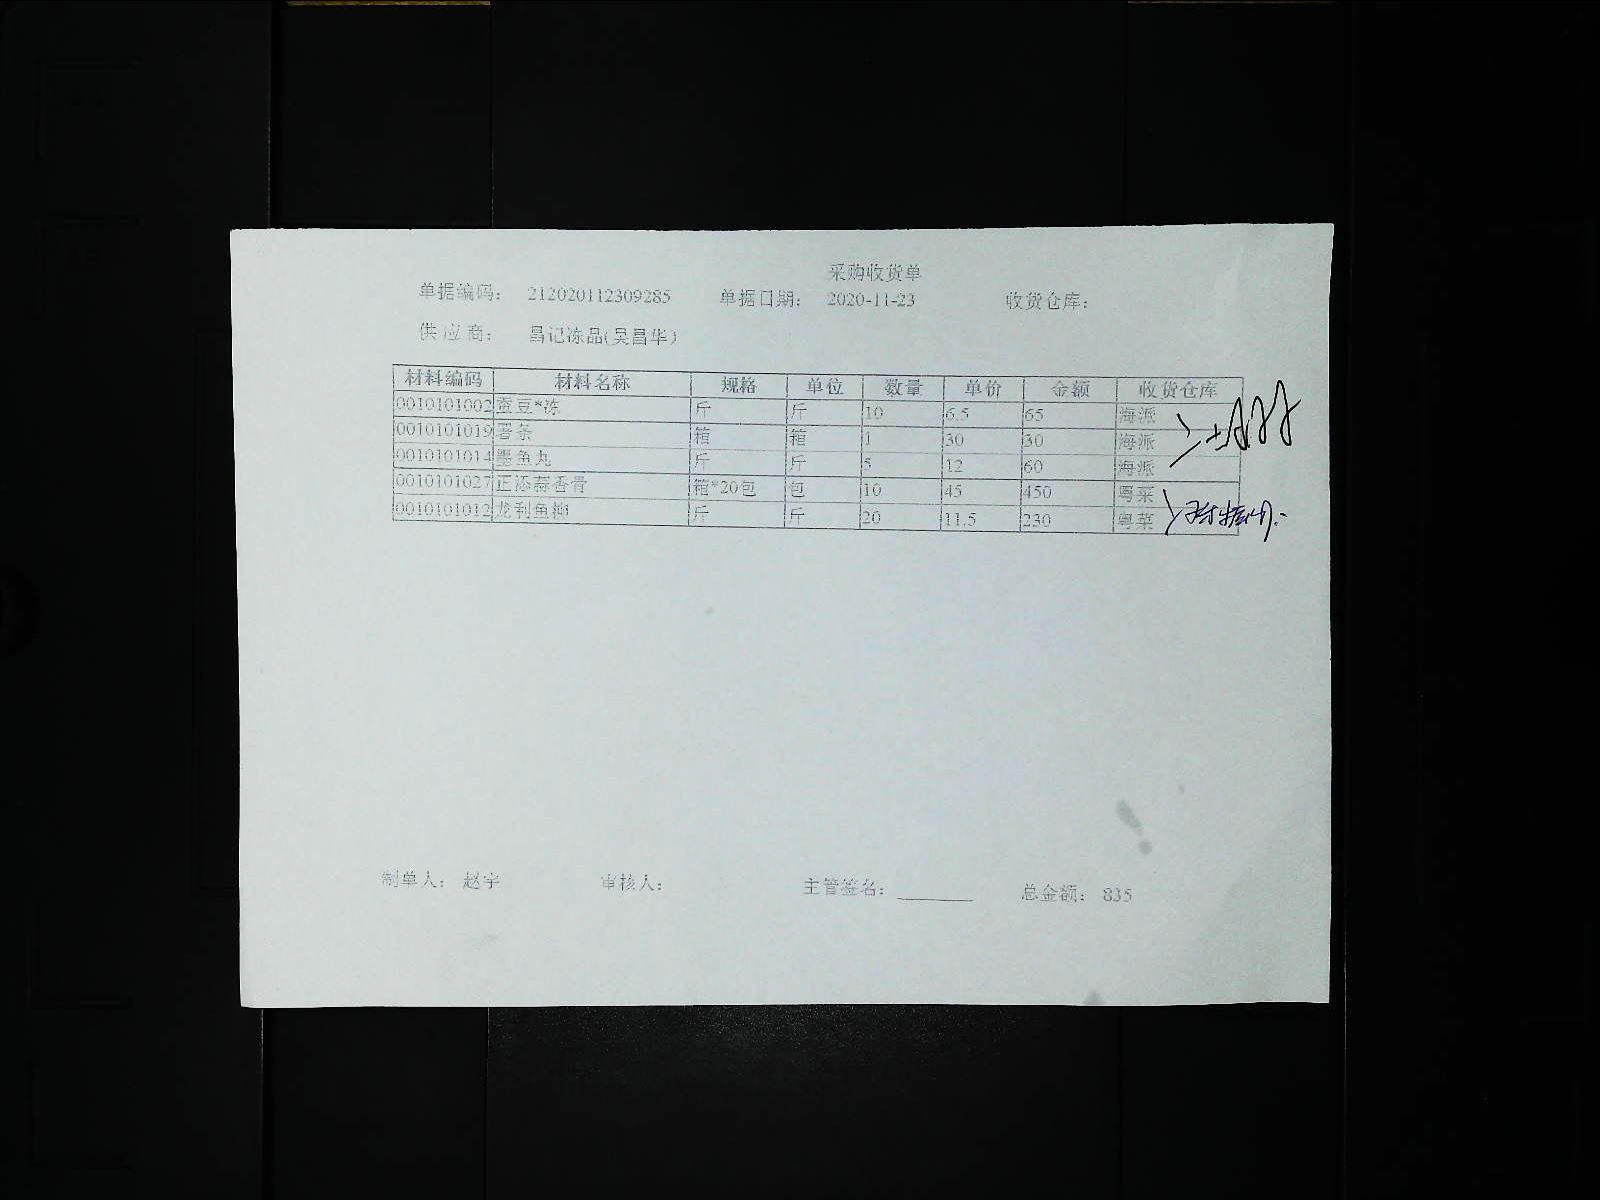 采购收货单
单据编码： 212020112309285 单据日期： 2020-11-23 收货仓库：
供 应 商： 昌记冻品(吴昌华)
材料编码 材料名称 规格 单位 数量 单价 金额 收货仓库
0010101002 蚕豆*冻 斤 斤 10 6.5 65 海派
0010101019 薯条 箱 箱 1 30 30 海派
0010101014 墨鱼丸 斤 斤 5 12 60 海派
0010101027 正添蒜香骨 箱*20包 包 10 45 450 粤菜
0010101012 龙利鱼柳 斤 斤 20 11.5 230 粤菜
制单人： 赵宇 审核人： 主管签名： 总金额： 835